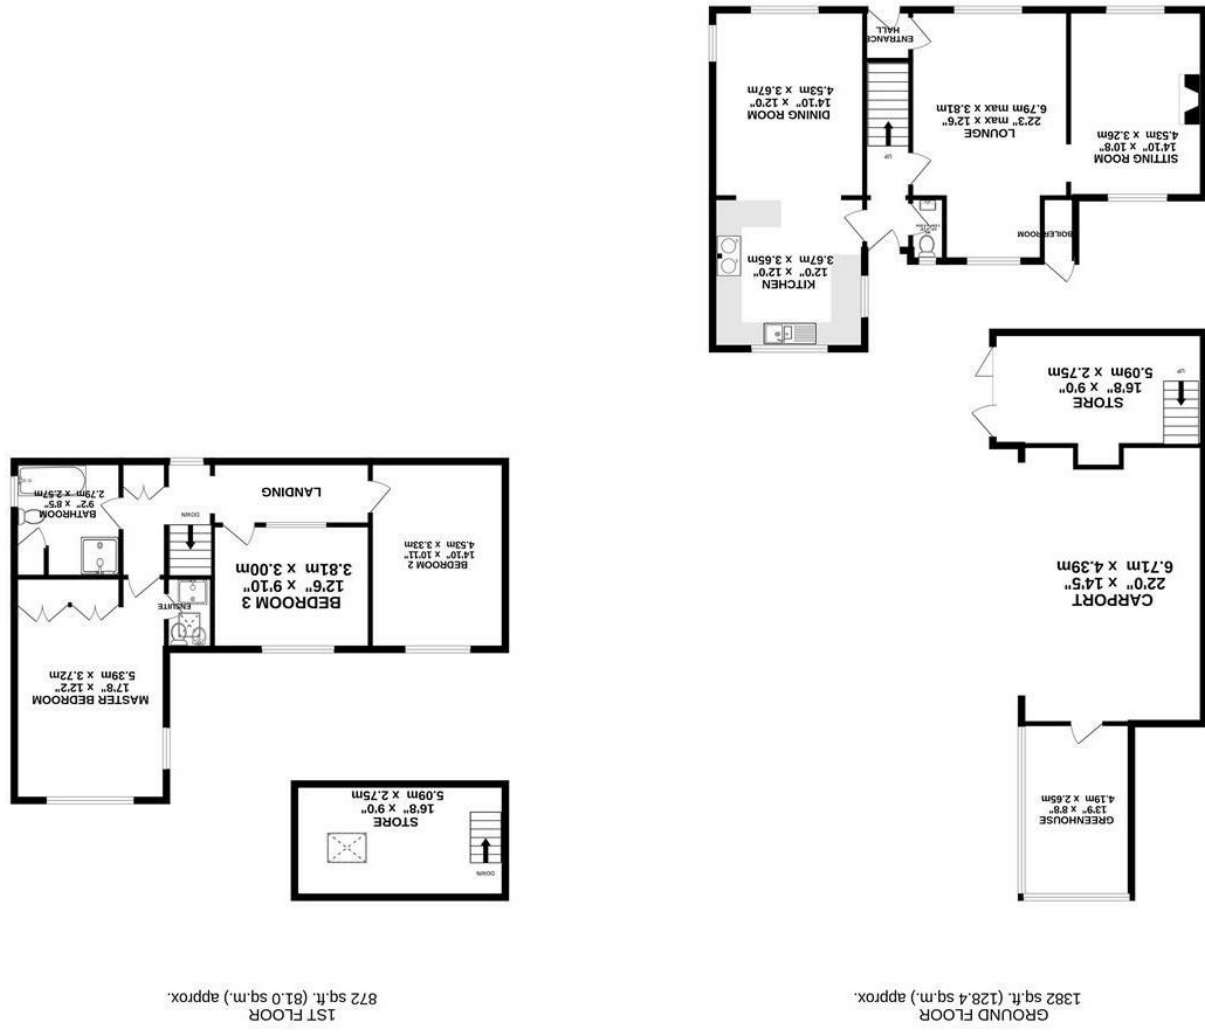 GROUND FLOOR
1382 sq.ft. (128.4 sq.m.) approx.
GREENHOUSE
13'9" x 8'8"
4.19m x 2.65m
CARPORT
22'0" x 14'5"
6.71m x 4.39m
STORE
16'8" x 9'0"
5.09m x 2.75m
UP
KITCHEN
12'0" x 12'0"
3.67m x 3.65m
BOILER ROOM
SITTING ROOM
14'10" x 10'8"
4.53m x 3.26m
LOUNGE
22'3" max x 12'6"
6.79m max x 3.81m
UP
DINING ROOM
14'10" x 12'0"
4.53m x 3.67m
ENTRANCE
HALL
1ST FLOOR
872 sq.ft. (81.0 sq.m.) approx.
DOWN
STORE
16'8" x 9'0"
5.09m x 2.75m
MASTER BEDROOM
17'8" x 12'2"
5.39m x 3.72m
ENSUITE
BEDROOM 3
12'6" x 9'10"
3.81m x 3.00m
BEDROOM 2
14'10" x 10'11"
4.53m x 3.33m
DOWN
BATHROOM
9'2" x 8'5"
2.79m x 2.57m
LANDING